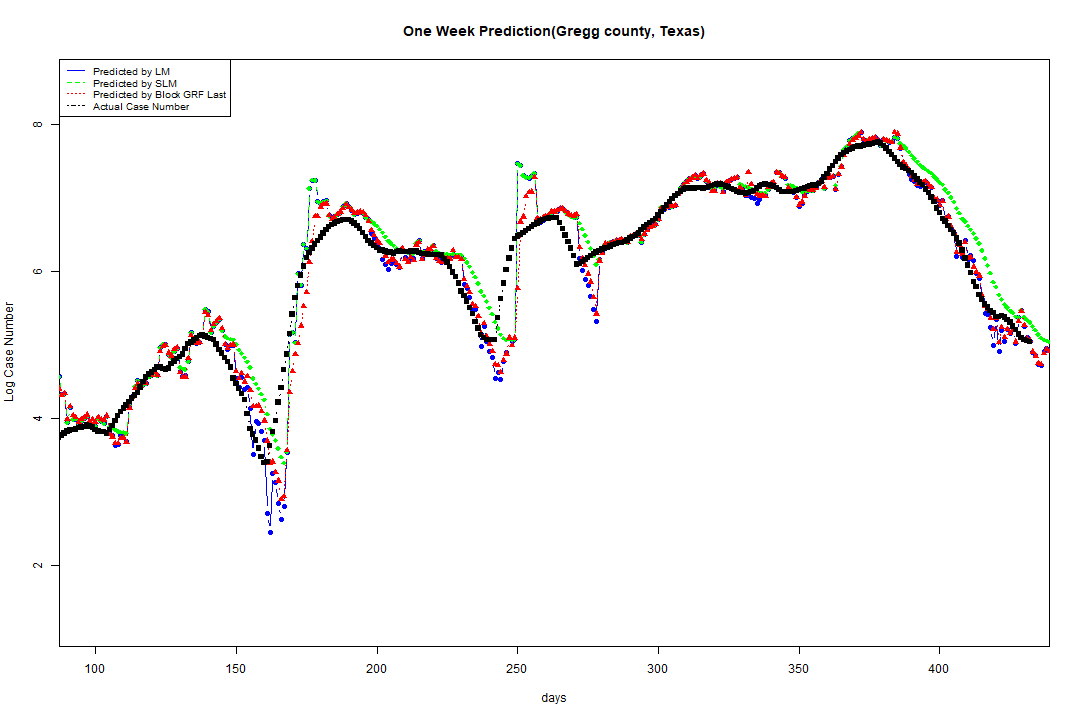 One Week Prediction(Gregg county, Texas)
Predicted by LM
Predicted by SLM
Predicted by Block GRF Last
Actual Case Number
8
6
4
2
Log Case Number
100 150 200 250 300 350 400
days